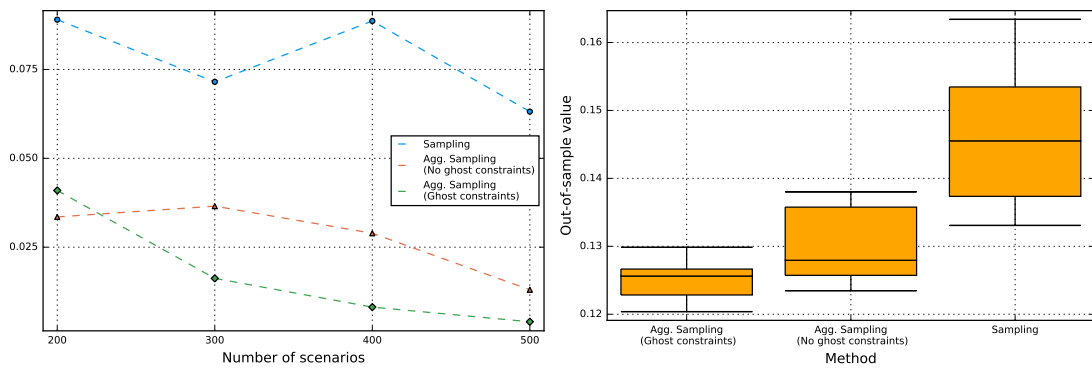 0.075
0.050
0.025
200
300
400
500
Number of scenarios
Sampling
Agg. Sampling
(No ghost constraints)
Agg. Sampling
(Ghost constraints)
Out-of-sample value
0.16
0.15
0.14
0.13
0.12
Agg. Sampling
(Ghost constraints)
Agg. Sampling
(No ghost constraints)
Sampling
Method